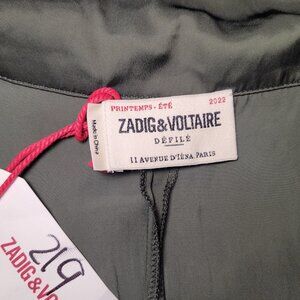 PRINTEMPS - ÉTÉ 2022
ZADIG&VOLTAIRE
DÉFILÉ
11 AVENUE D'IÉNA. PARIS
Made in China
219
ZADIG&VO